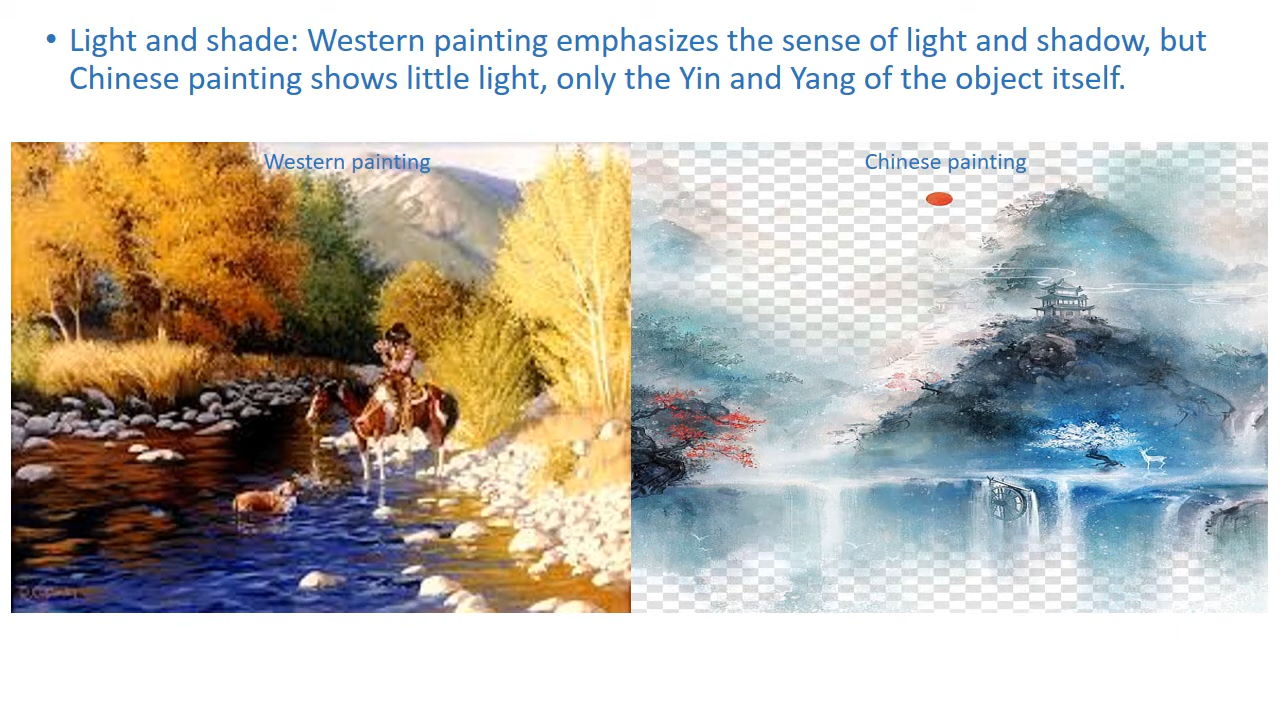 • Light and shade: Western painting emphasizes the sense of light and shadow, but
Chinese painting shows little light, only the Yin and Yang of the object itself.
Western painting
Chinese painting